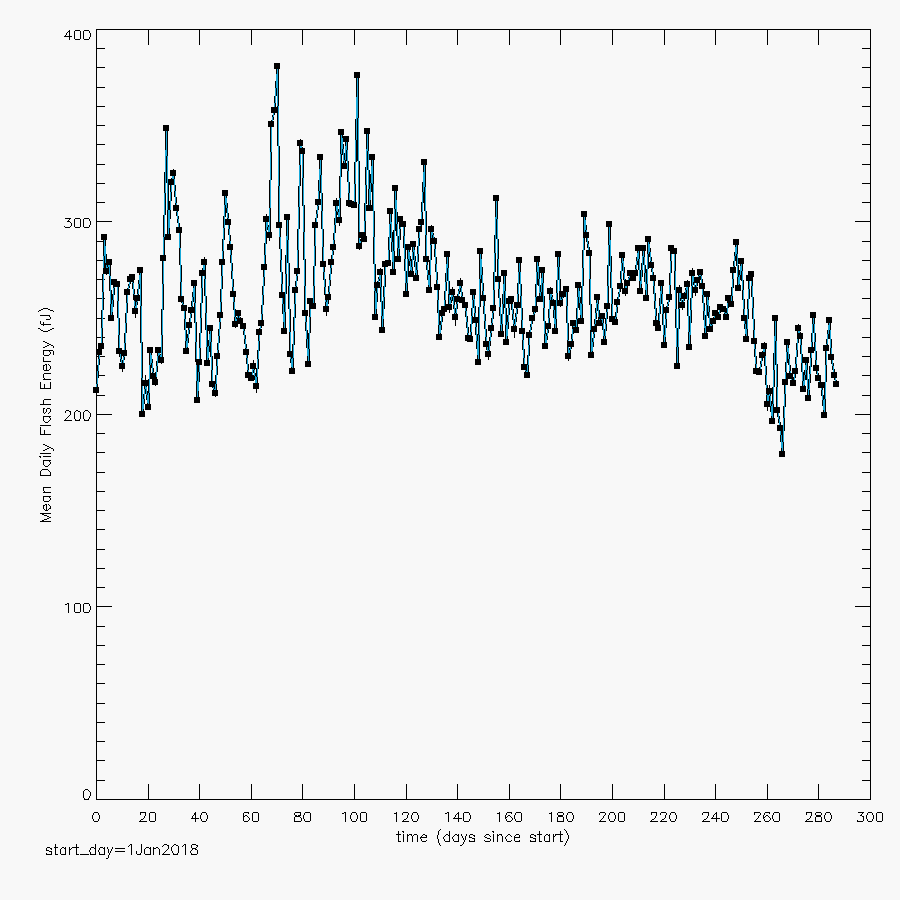 400
300
200
100
0
Mean Daily Flash Energy (fJ)
0 20 40 60 80 100 120 140 160 180 200 220 240 260 280 300
time (days since start)
start_day=1Jan2018